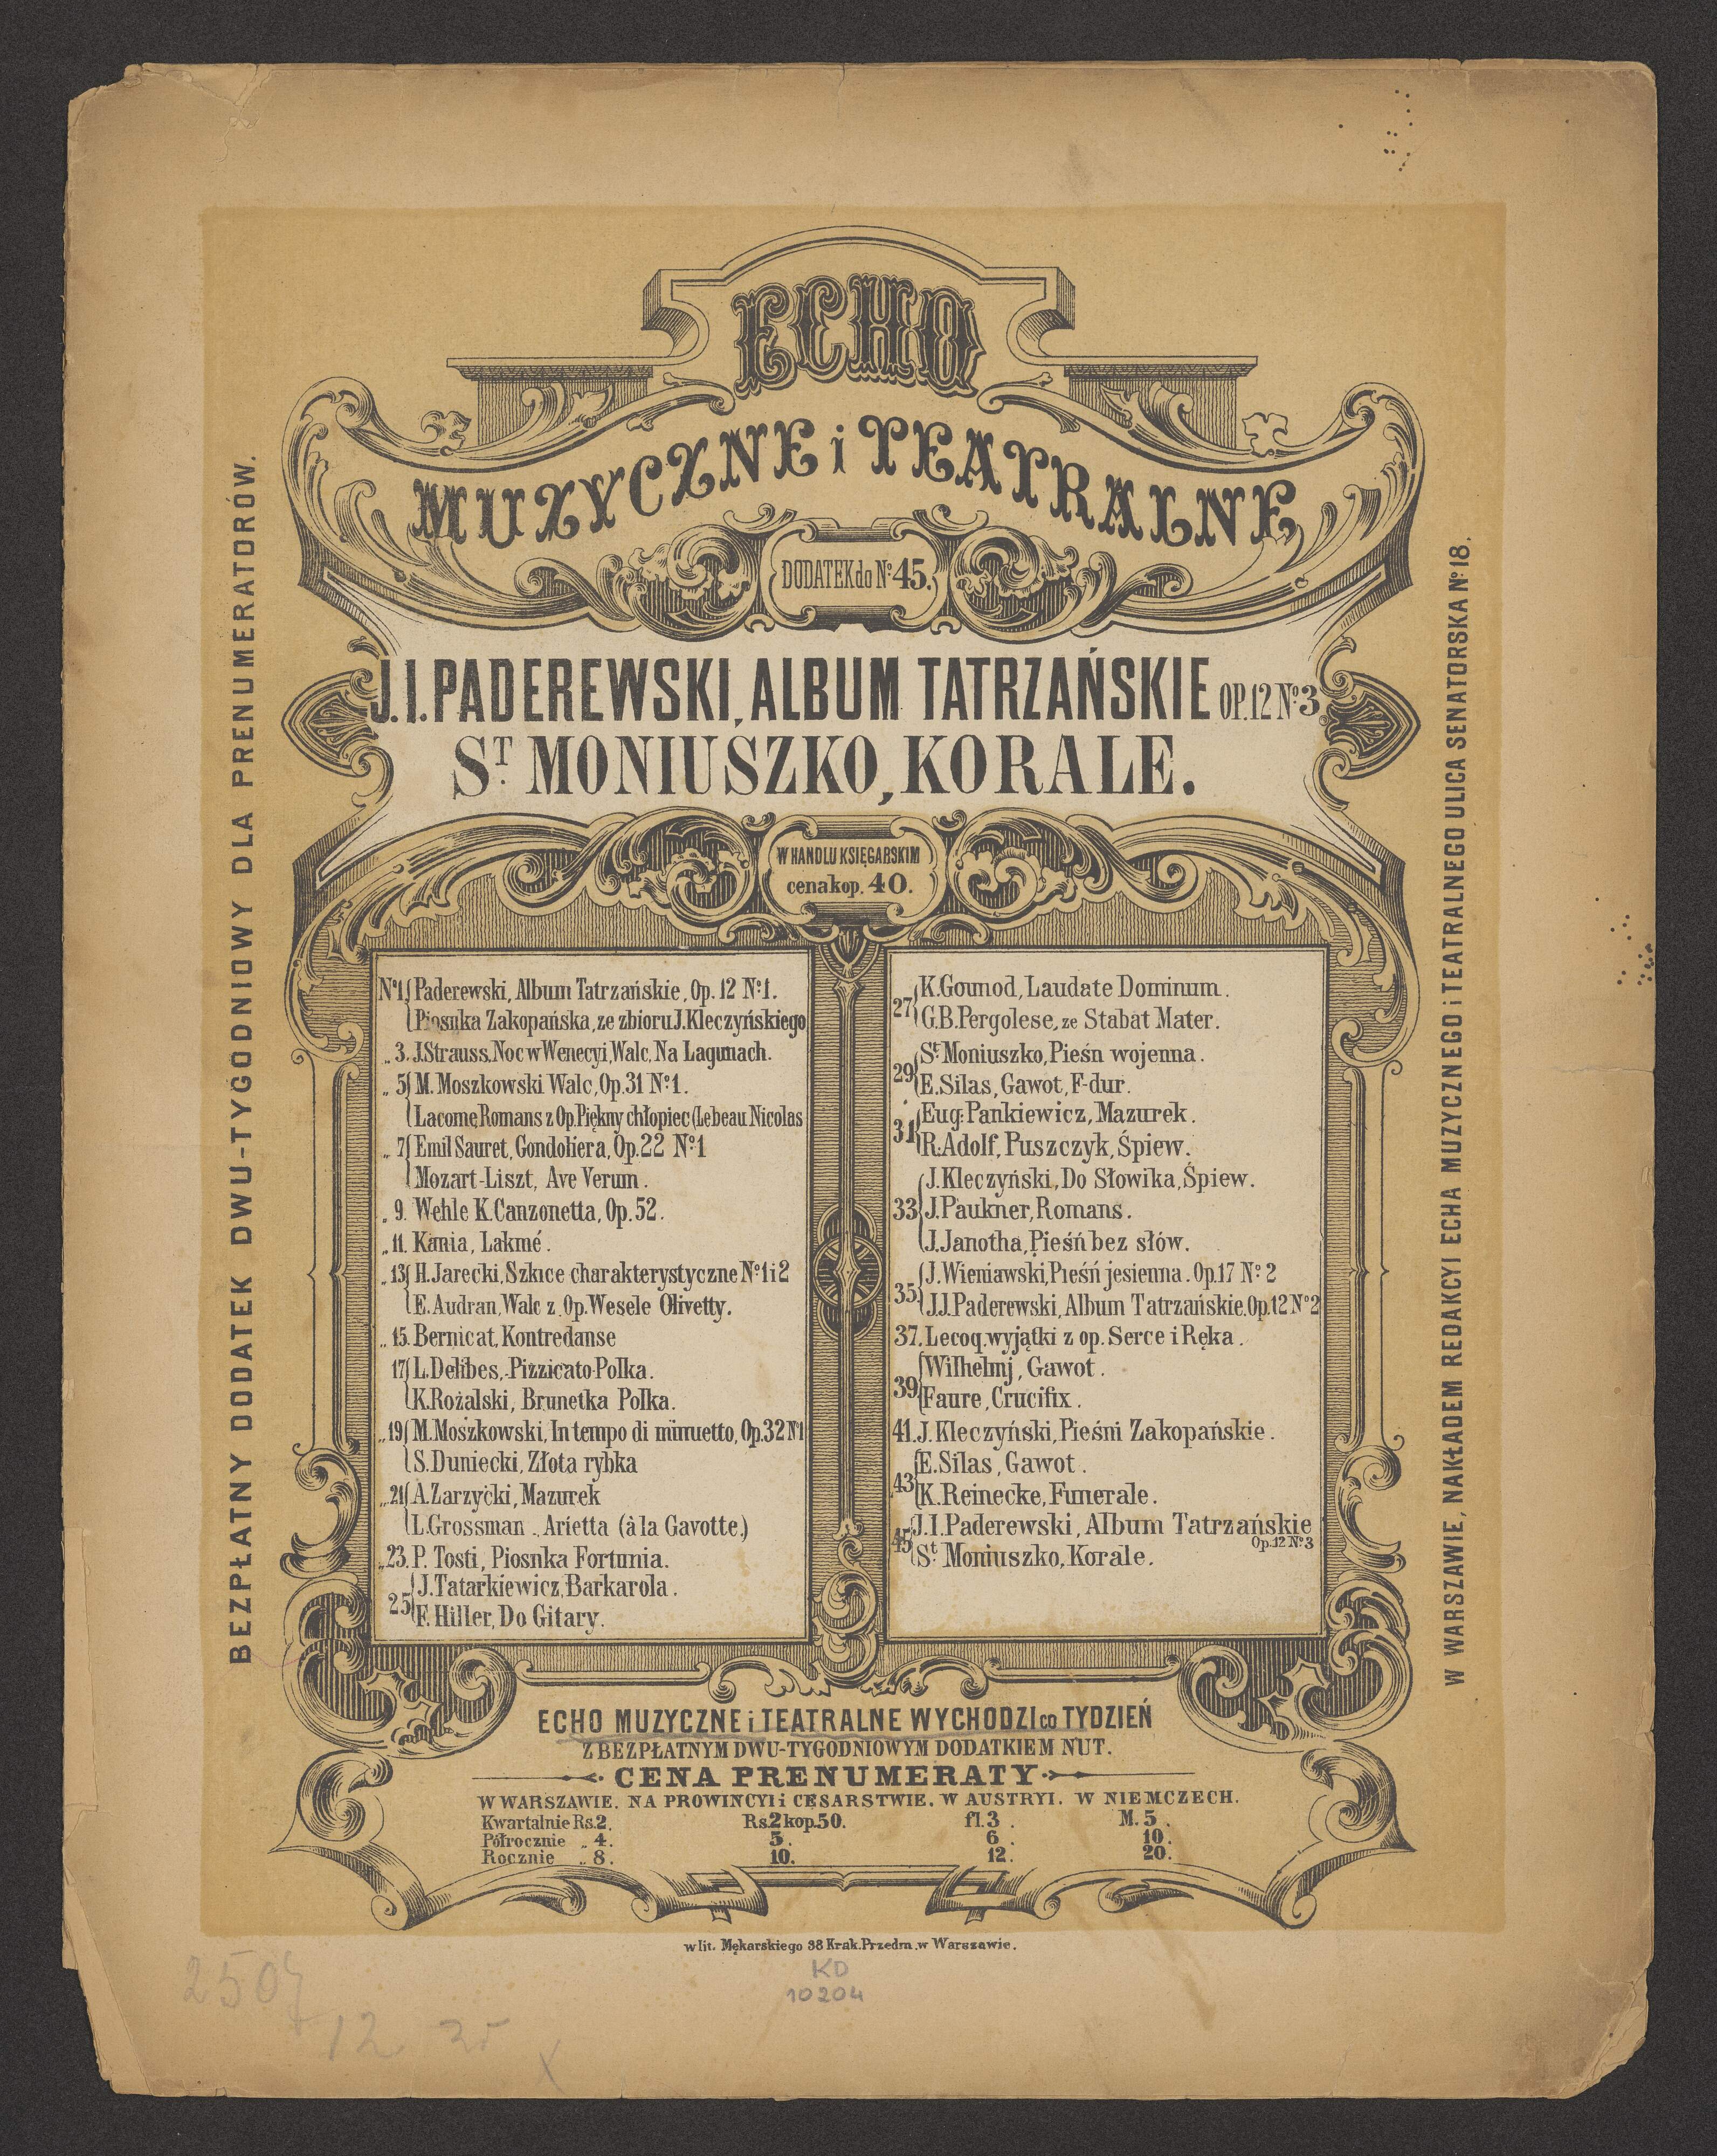 ECHO
MUZYCZNE i TEATRALNE
DODATEK do No. 45.
J. I. PADEREWSKI, ALBUM TATRZAŃSKIE OP. 12 No. 3.
ST. MONIUSZKO, KORALE.
W HANDLU KSIĘGARSKIM
cena kop. 40.
BEZPŁATNY DODATEK DWU-TYGODNIOWY DLA PRENUMERATORÓW.
No. 1 Paderewski, Album Tatrzańskie, Op. 12 No. 1.
Piosnka Zakopańska, ze zbioru J. Kleczyńskiego
„ 3. J. Strauss, Noc w Wenecyi, Walc, Na Lagunach.
„ 5 M. Moszkowski Walc, Op. 31 No. 1.
Lacome, Romans z Op. Piękny chłopiec (Le beau Nicolas
„ 7 Emil Sauret, Gondoliera, Op. 22 No. 1
Mozart-Liszt, Ave Verum.
„ 9. Wehle K. Canzonetta, Op. 52.
„ 11. Kania, Lakmé.
„ 13 H. Jarecki, Szkice charakterystyczne No. 1 i 2
E. Audran, Walc z Op. Wesele Olivetty.
„ 15. Bernicat, Kontredanse
17 L. Delibes, Pizzicato-Polka.
K. Rożalski, Brunetka Polka.
„ 19 M. Moszkowski, In tempo di minuetto, Op. 32 No. 1
S. Duniecki, Złota rybka
„ 21 A. Zarzycki, Mazurek
L. Grossman, Arietta (à la Gavotte.)
„ 23. P. Tosti, Piosnka Fortunia.
25 J. Tatarkiewicz, Barkarola.
F. Hiller, Do Gitary.
27 K. Gounod, Laudate Dominum.
G. B. Pergolese, ze Stabat Mater.
29 St. Moniuszko, Pieśn wojenna.
E. Silas, Gawot, F-dur.
31 Eug: Pankiewicz, Mazurek.
R. Adolf, Puszczyk, Śpiew.
33 J. Kleczyński, Do Słowika, Śpiew.
J. Paukner, Romans.
J. Janotha, Pieśń bez słów.
35 J. Wieniawski, Pieśń jesienna. Op. 17 No. 2
J. J. Paderewski, Album Tatrzańskie, Op. 12 No. 2
37. Lecoq, wyjątki z op. Serce i Ręka.
39 Wilhelmj, Gawot.
Faure, Crucifix.
41. J. Kleczyński, Pieśni Zakopańskie.
43 E. Silas, Gawot.
K. Reinecke, Funerale.
45 J. I. Paderewski, Album Tatrzańskie
Op. 12 No. 3
St. Moniuszko, Korale.
W WARSZAWIE, NAKŁADEM REDAKCYI ECHA MUZYCZNEGO i TEATRALNEGO ULICA SENATORSKA No. 18.
ECHO MUZYCZNE i TEATRALNE WYCHODZI co TYDZIEŃ
Z BEZPŁATNYM DWU-TYGODNIOWYM DODATKIEM NUT.
CENA PRENUMERATY
W WARSZAWIE. NA PROWINCYI i CESARSTWIE. W AUSTRYI. W NIEMCZECH.
Kwartalnie Rs. 2. Rs. 2 kop. 50. fl. 3. M. 5.
Półrocznie „ 4. 5. 6. 10.
Rocznie „ 8. 10. 12. 20.
w lit. Mękarskiego 38 Krak. Przedm. w Warszawie.
KD
10204
2507
12
X